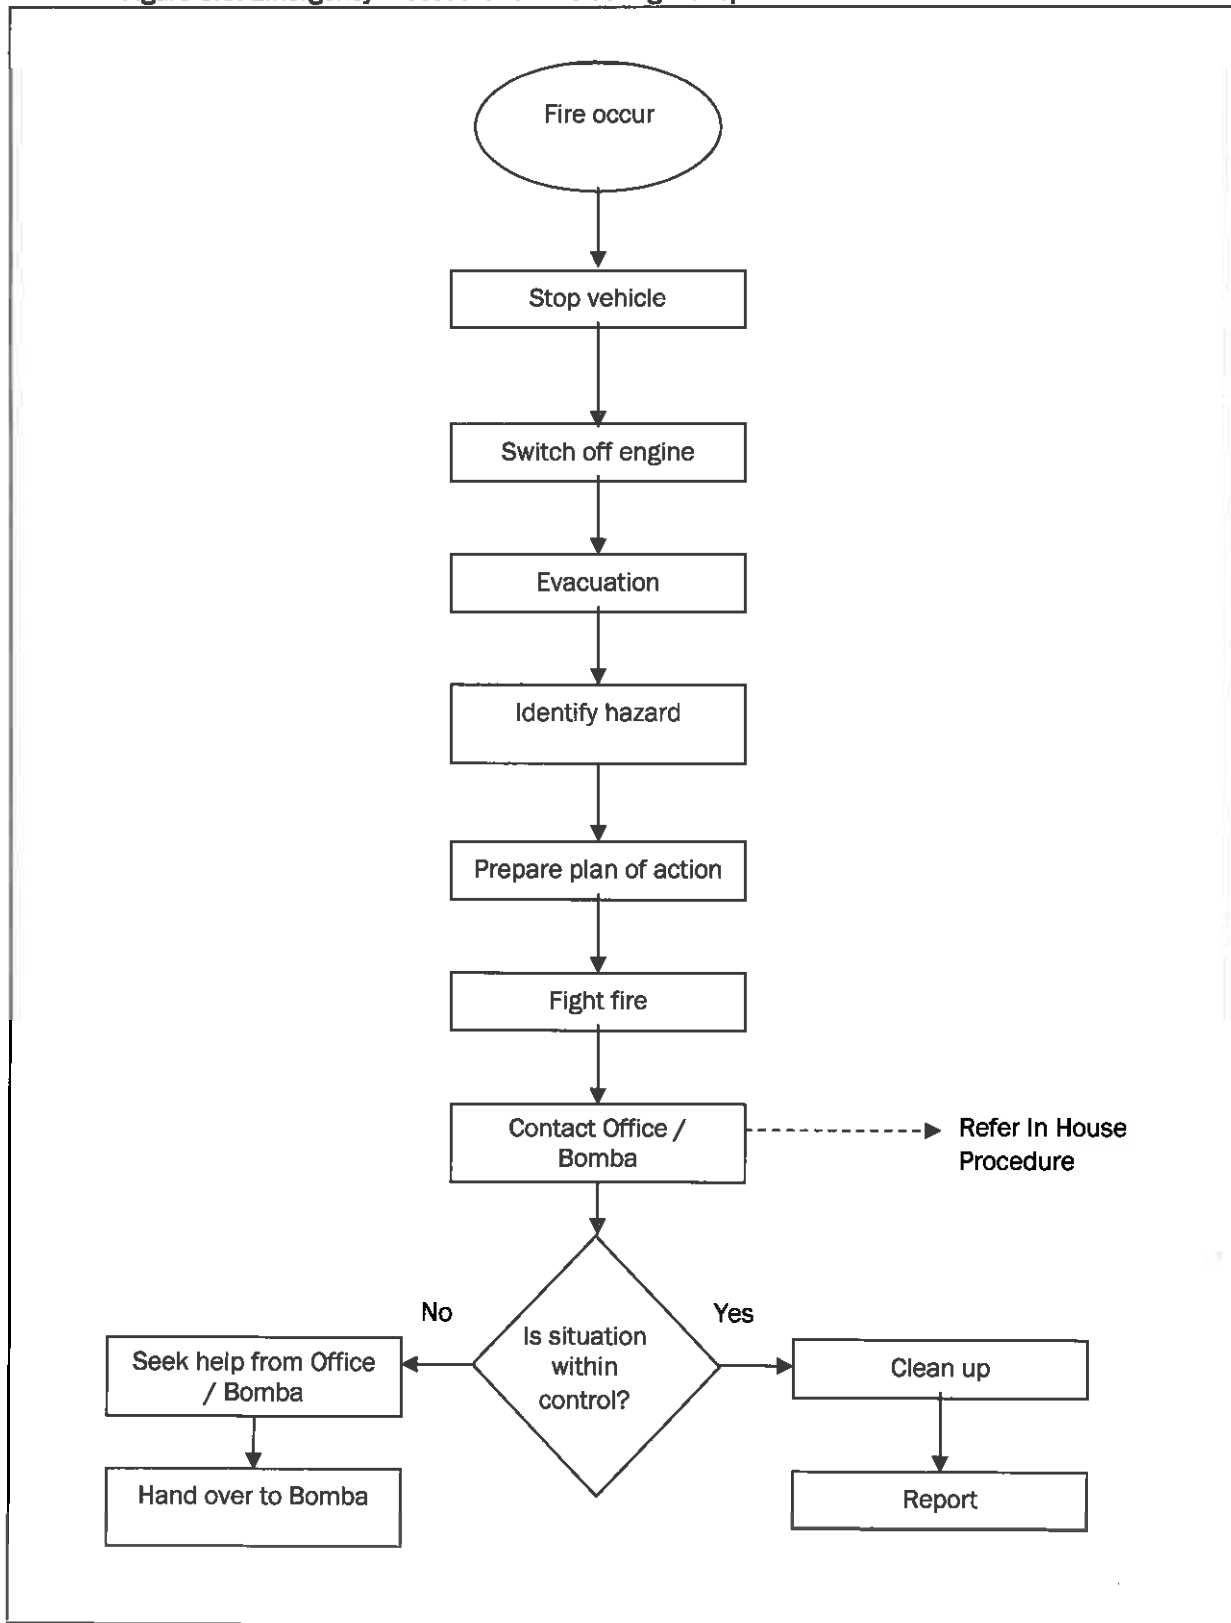 Fire occur
Stop vehicle
Switch off engine
Evacuation
Identify hazard
Prepare plan of action
Fight fire
Contact Office /
Bomba
Refer In House
Procedure
No
Yes
Is situation
within
control?
Seek help from Office
/ Bomba
Clean up
Hand over to Bomba
Report